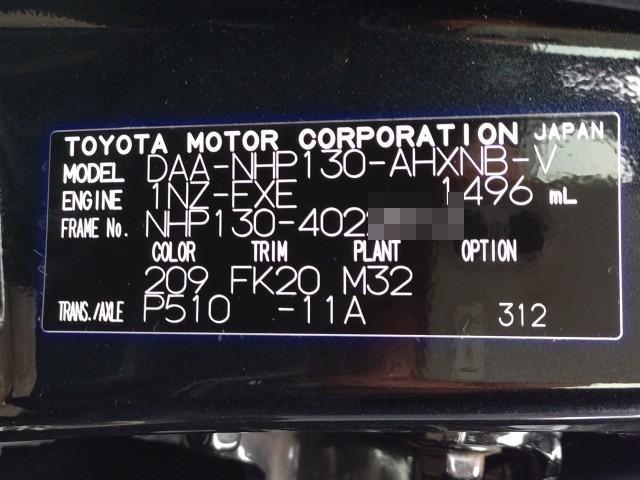 TOYOTA MOTOR CORPORATION JAPAN
MODEL DAA-NHP130-AHXNB-V
ENGINE 1NZ-FXE 1496 mL
FRAME No. NHP130-402
COLOR TRIM PLANT OPTION
209 FK20 M32
TRANS./AXLE P510 -11A 312